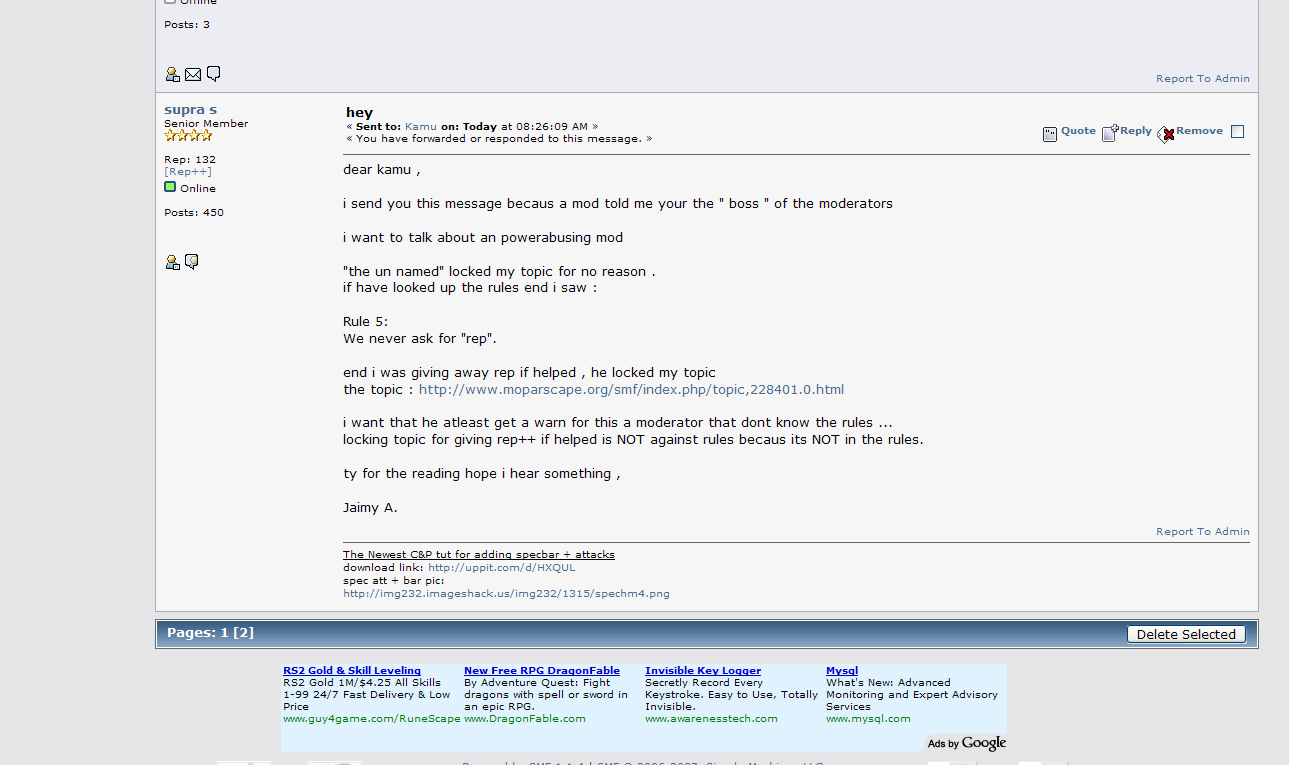 Offline
Posts: 3
Report To Admin
supra s
Senior Member
Rep: 132
[Rep++]
Online
Posts: 450
hey
« Sent to: Kamu on: Today at 08:26:09 AM »
« You have forwarded or responded to this message. »
Quote Reply Remove
dear kamu ,
i send you this message becaus a mod told me your the " boss " of the moderators
i want to talk about an powerabusing mod
"the un named" locked my topic for no reason .
if have looked up the rules end i saw :
Rule 5:
We never ask for "rep".
end i was giving away rep if helped , he locked my topic
the topic : http://www.moparscape.org/smf/index.php/topic,228401.0.html
i want that he atleast get a warn for this a moderator that dont know the rules ...
locking topic for giving rep++ if helped is NOT against rules becaus its NOT in the rules.
ty for the reading hope i hear something ,
Jaimy A.
Report To Admin
The Newest C&P tut for adding specbar + attacks
download link: http://uppit.com/d/HXQUL
spec att + bar pic:
http://img232.imageshack.us/img232/1315/spechm4.png
Pages: 1 [2]
Delete Selected
RS2 Gold & Skill Leveling
RS2 Gold 1M/$4.25 All Skills
1-99 24/7 Fast Delivery & Low
Price
www.guy4game.com/RuneScape
New Free RPG DragonFable
By Adventure Quest: Fight
dragons with spell or sword in
an epic RPG.
www.DragonFable.com
Invisible Key Logger
Secretly Record Every
Keystroke. Easy to Use, Totally
Invisible.
www.awarenesstech.com
Mysql
What's New: Advanced
Monitoring and Expert Advisory
Services
www.mysql.com
Ads by Google